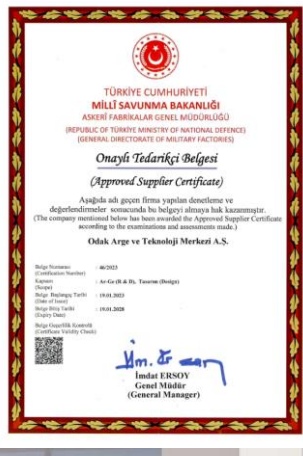 TÜRKİYE CUMHURİYETİ
MİLLÎ SAVUNMA BAKANLIĞI
ASKERÎ FABRİKALAR GENEL MÜDÜRLÜĞÜ
(REPUBLIC OF TÜRKİYE MINISTRY OF NATIONAL DEFENCE)
(GENERAL DIRECTORATE OF MILITARY FACTORIES)
Onaylı Tedarikçi Belgesi
(Approved Supplier Certificate)
Aşağıda adı geçen firma yapılan denetleme ve
değerlendirmeler sonucunda bu belgeyi almaya hak kazanmıştır.
(The company mentioned below has been awarded the Approved Supplier Certificate
according to the examinations and assessments made.)
Odak Arge ve Teknoloji Merkezi A.Ş.
Belge Numarası : 46/2023
(Certification Number)
Kapsam : Ar-Ge (R & D), Tasarım (Design)
(Scope)
Belge Başlangıç Tarihi : 19.01.2023
(Date of Issue)
Belge Bitiş Tarihi : 19.01.2028
(Expiry Date)
Belge Geçerlilik Kontrolü
(Certificate Validity Check)
İmdat ERSOY
Genel Müdür
(General Manager)